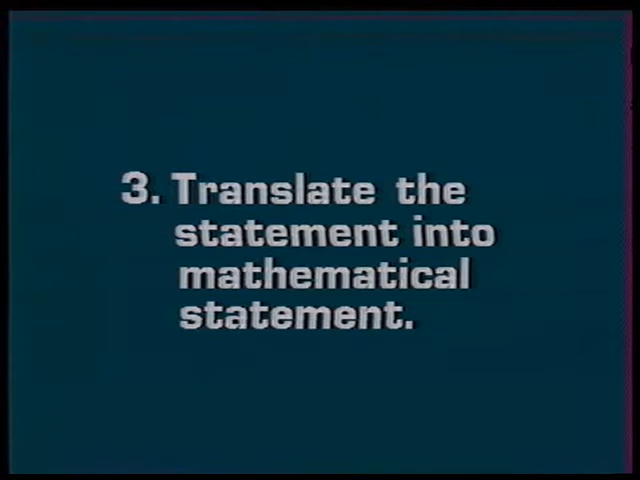 3. Translate the
statement into
mathematical
statement.